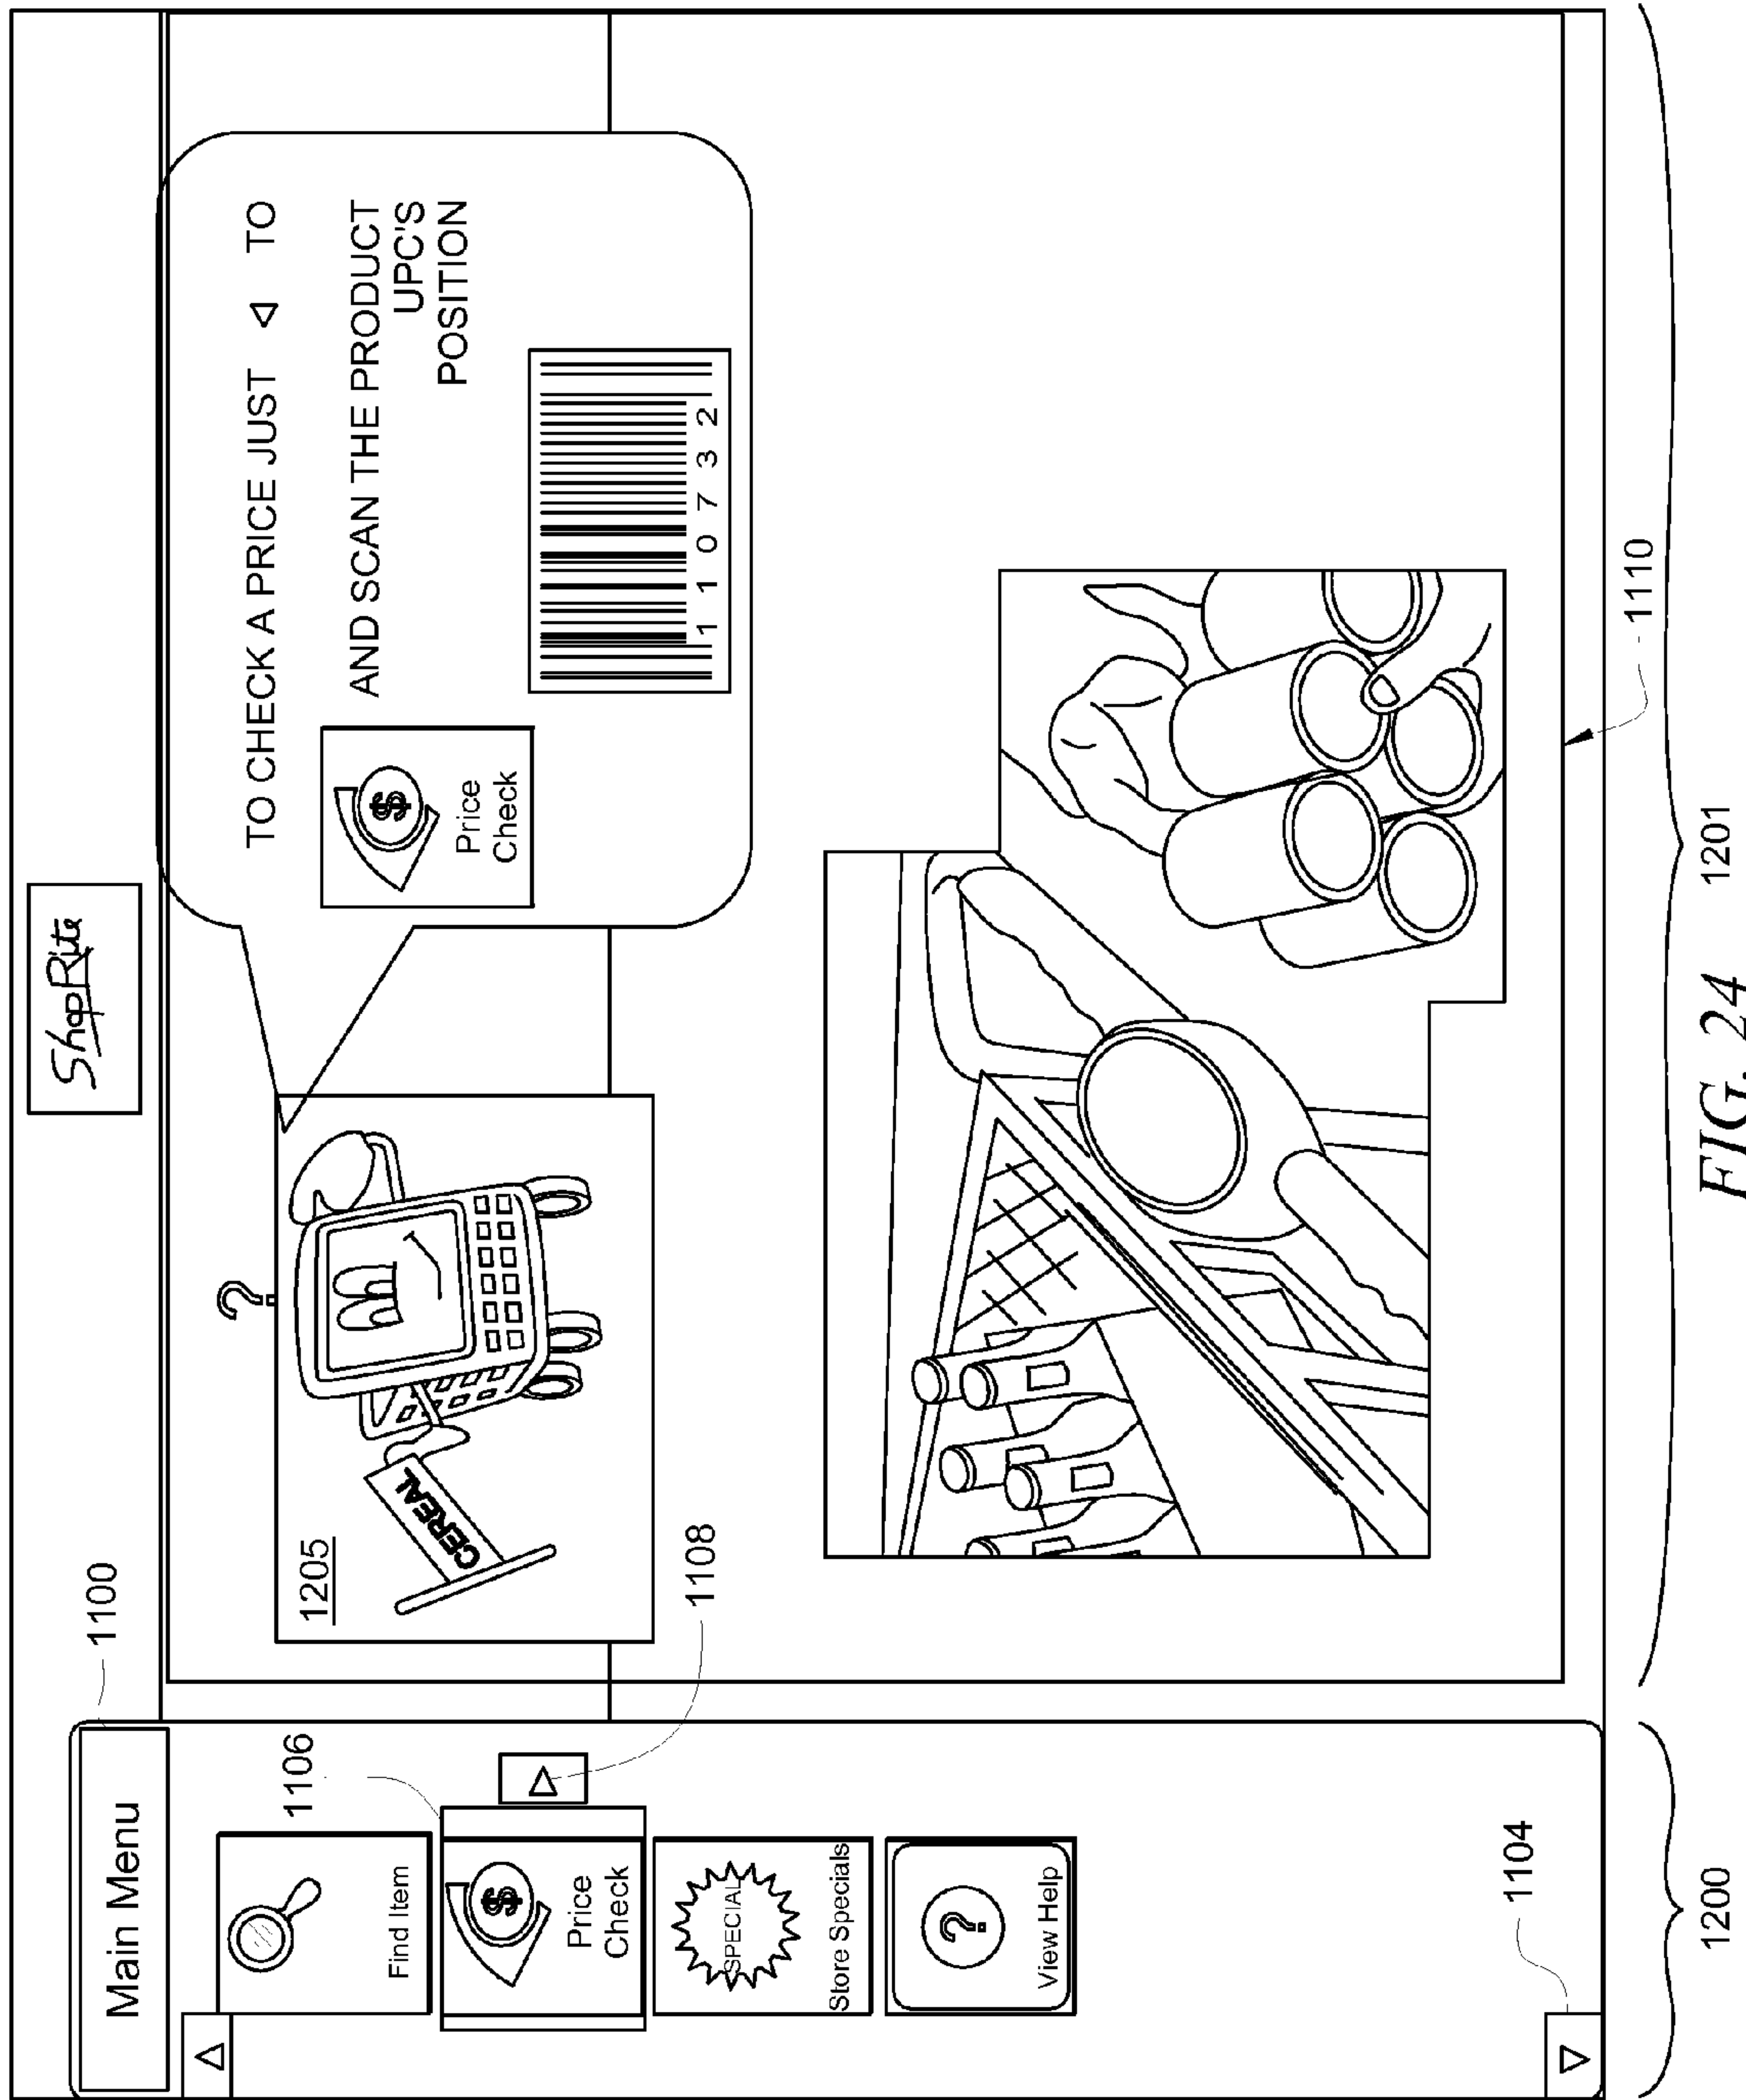 ShopRite
Main Menu
1100
Find Item
1106
Price
Check
1108
SPECIAL
Store Specials
?
View Help
1104
1200
?
1205
CEREAL
TO CHECK A PRICE JUST ◁ TO
$
Price
Check
AND SCAN THE PRODUCT
UPC'S
POSITION
1 1 0 7 3 2
$
1110
1201
FIG. 24